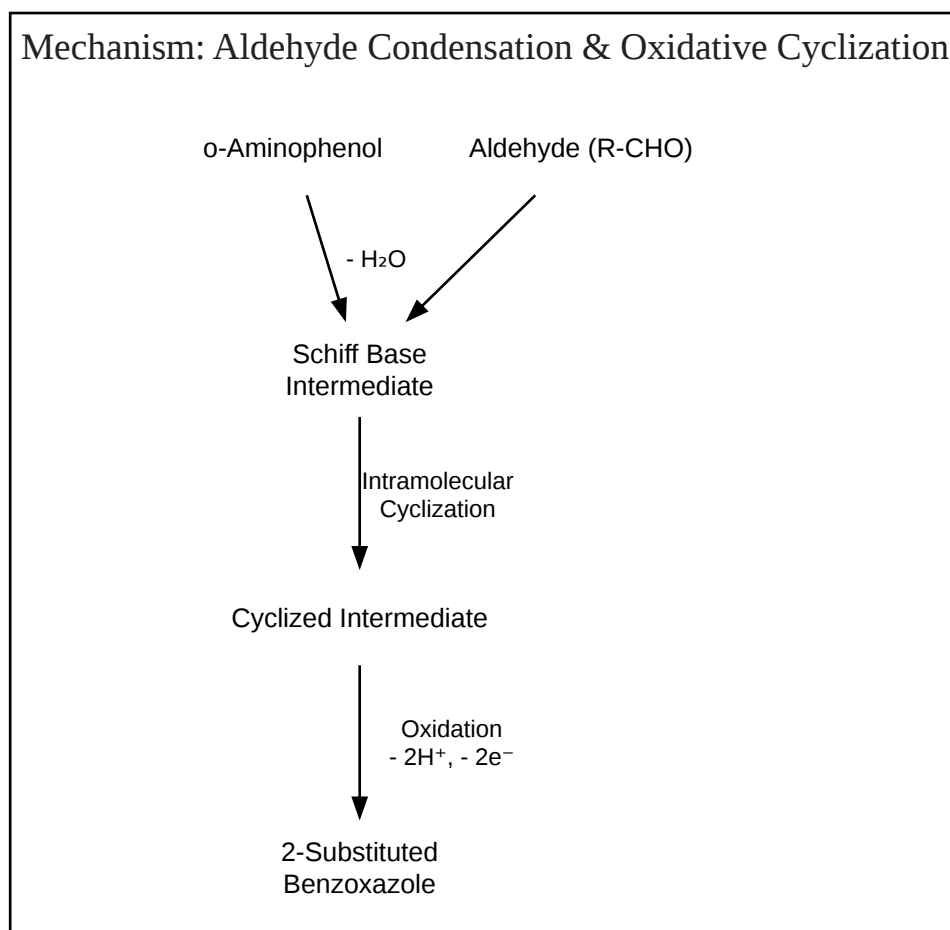 Mechanism: Aldehyde Condensation & Oxidative Cyclization
o-Aminophenol
Aldehyde (R-CHO)
- H₂O
Schiff Base
Intermediate
Intramolecular
Cyclization
Cyclized Intermediate
Oxidation
- 2H⁺, - 2e⁻
2-Substituted
Benzoxazole